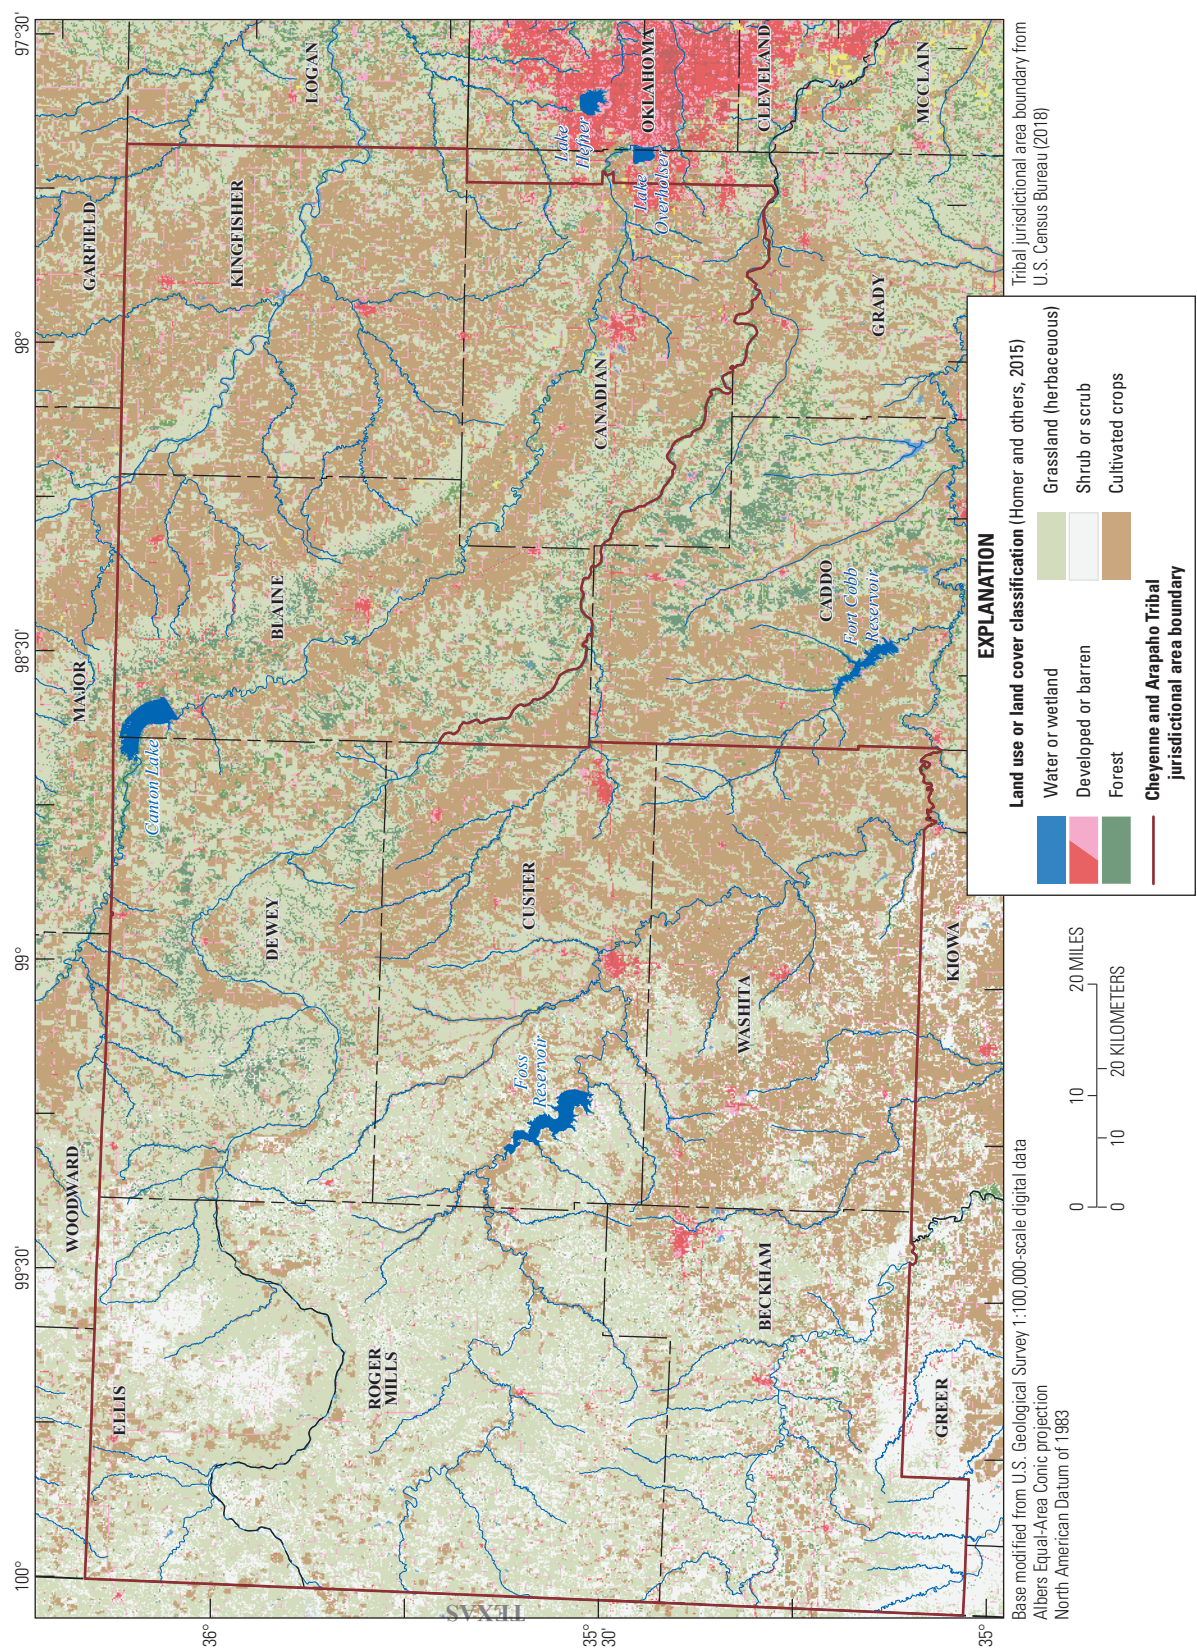 100°
99°30'
99°
98°30'
98°
97°30'
36°
35°
30'
35°
TEXAS
ELLIS
WOODWARD
MAJOR
GARFIELD
LOGAN
Canton Lake
DEWEY
BLAINE
KINGFISHER
ROGER
MILLS
Foss
Reservoir
CUSTER
CANADIAN
Lake
Hefner
Lake
Overholser
OKLAHOMA
CLEVELAND
BECKHAM
WASHITA
CADDO
Fort Cobb
Reservoir
GRADY
MCCLAIN
GREER
KIOWA
Base modified from U.S. Geological Survey 1:100,000-scale digital data
Albers Equal-Area Conic projection
North American Datum of 1983
0 10 20 MILES
0 10 20 KILOMETERS
Tribal jurisdictional area boundary from
U.S. Census Bureau (2018)
EXPLANATION
Land use or land cover classification (Homer and others, 2015)
Water or wetland
Developed or barren
Forest
Grassland (herbaceuous)
Shrub or scrub
Cultivated crops
Cheyenne and Arapaho Tribal
jurisdictional area boundary